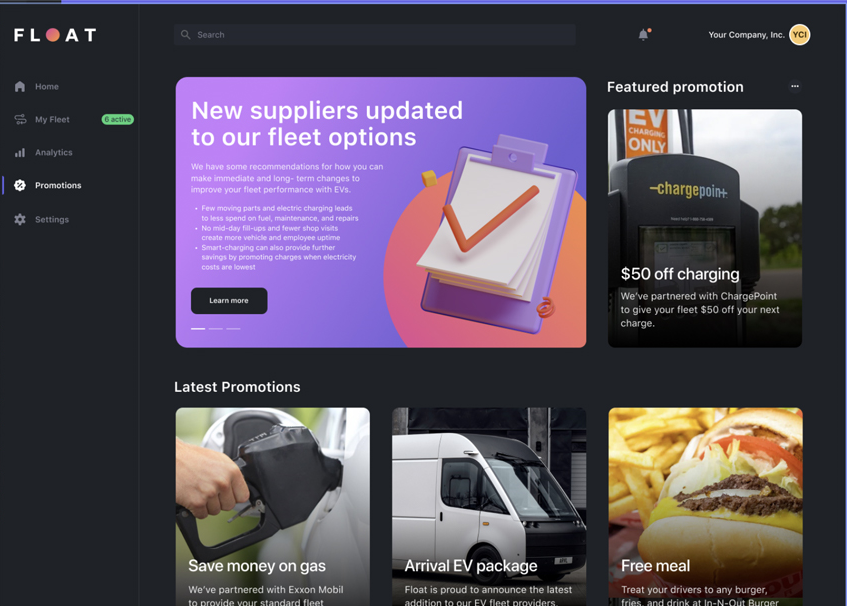 FLOAT
Search
Your Company, Inc.
YCI
Home
My Fleet
6 active
Analytics
Promotions
Settings
New suppliers updated
to our fleet options
We have some recommendations for how you can
make immediate and long- term changes to
improve your fleet performance with EVs.
• Few moving parts and electric charging leads
to less spend on fuel, maintenance, and repairs
• No mid-day fill-ups and fewer shop visits
create more vehicle and employee uptime
• Smart-charging can also provide further
savings by promoting charges when electricity
costs are lowest
Learn more
Featured promotion
EV
CHARGING
ONLY
chargepoin+
$50 off charging
We've partnered with ChargePoint
to give your fleet $50 off your next
charge.
Latest Promotions
Save money on gas
We've partnered with Exxon Mobil
to provide your standard fleet
Arrival EV package
Float is proud to announce the latest
addition to our EV fleet providers,
Free meal
Treat your drivers to any burger,
fries, and drink at In-N-Out Burger